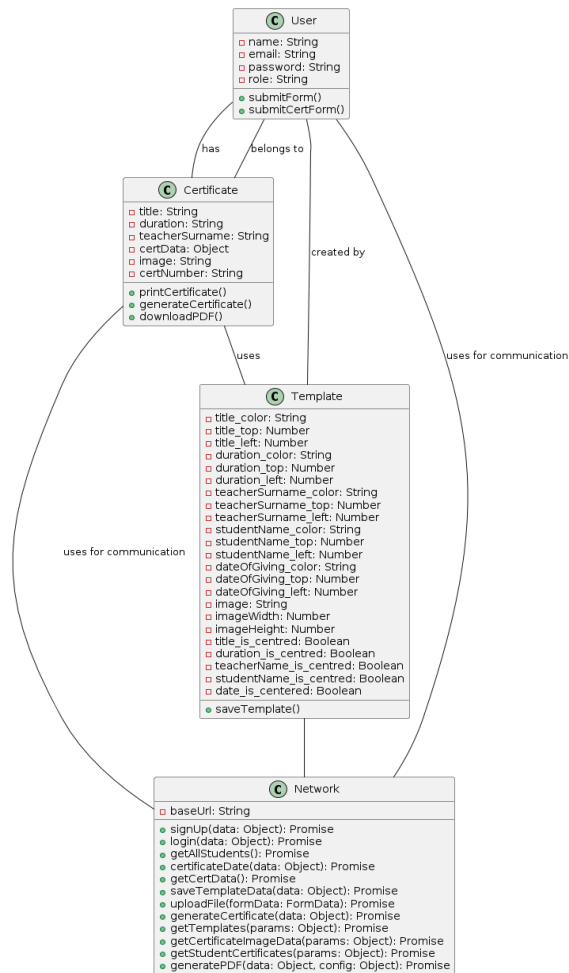 C User
name: String
email: String
password: String
role: String
submitForm()
submitCertForm()
has
belongs to
C Certificate
title: String
duration: String
teacherSurname: String
certData: Object
image: String
certNumber: String
printCertificate()
generateCertificate()
downloadPDF()
created by
uses
uses for communication
C Template
title_color: String
title_top: Number
title_left: Number
duration_color: String
duration_top: Number
duration_left: Number
teacherSurname_color: String
teacherSurname_top: Number
teacherSurname_left: Number
studentName_color: String
studentName_top: Number
studentName_left: Number
dateOfGiving_color: String
dateOfGiving_top: Number
dateOfGiving_left: Number
image: String
imageWidth: Number
imageHeight: Number
title_is_centred: Boolean
duration_is_centred: Boolean
teacherName_is_centred: Boolean
studentName_is_centred: Boolean
date_is_centered: Boolean
saveTemplate()
uses for communication
C Network
baseUrl: String
signUp(data: Object): Promise
login(data: Object): Promise
getAllStudents(): Promise
certificateDate(data: Object): Promise
getCertData(): Promise
saveTemplateData(data: Object): Promise
uploadFile(formData: FormData): Promise
generateCertificate(data: Object): Promise
getTemplates(params: Object): Promise
getCertificateImageData(params: Object): Promise
getStudentCertificates(params: Object): Promise
generatePDF(data: Object, config: Object): Promise